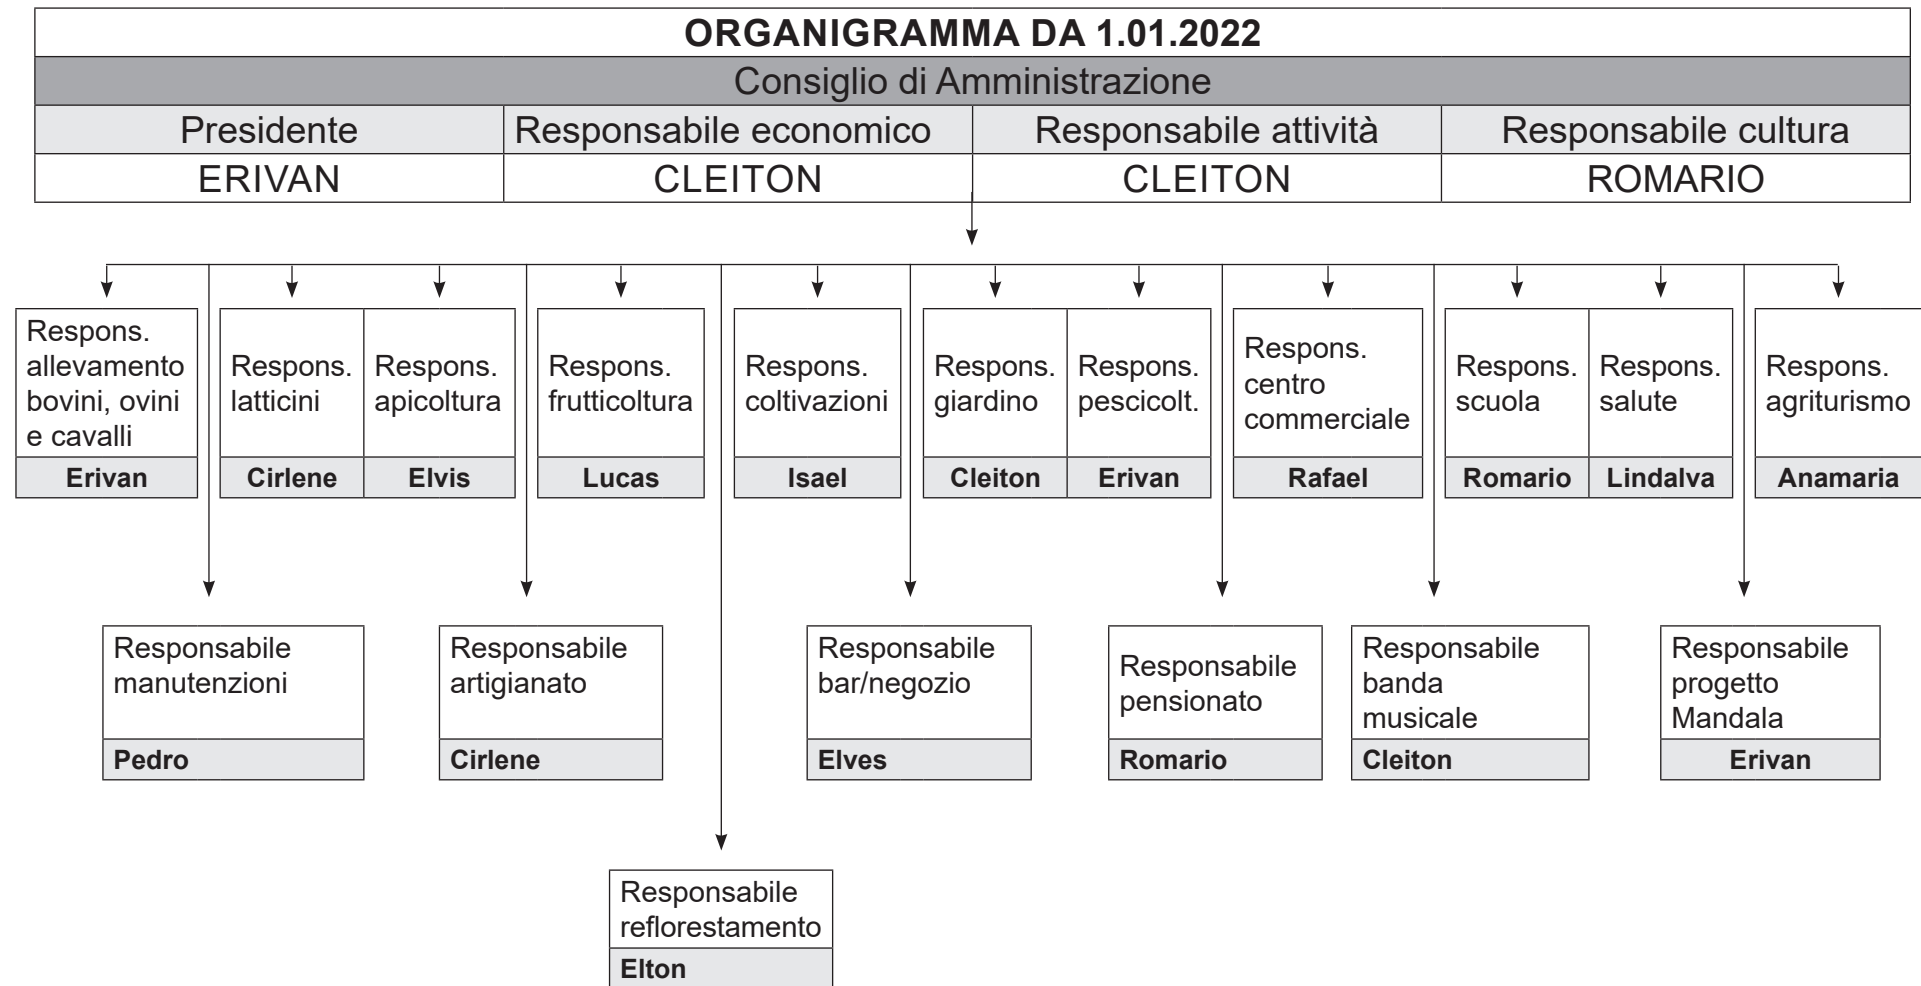 ORGANIGRAMMA DA 1.01.2022
Consiglio di Amministrazione
Presidente
Responsabile economico
Responsabile attività
Responsabile cultura
ERIVAN
CLEITON
CLEITON
ROMARIO
Respons.
allevamento
bovini, ovini
e cavalli
Erivan
Respons.
latticini
Cirlene
Respons.
apicoltura
Elvis
Respons.
frutticoltura
Lucas
Respons.
coltivazioni
Isael
Respons.
giardino
Cleiton
Respons.
pescicolt.
Erivan
Respons.
centro
commerciale
Rafael
Respons.
scuola
Romario
Respons.
salute
Lindalva
Respons.
agriturismo
Anamaria
Responsabile
manutenzioni
Pedro
Responsabile
artigianato
Cirlene
Responsabile
bar/negozio
Elves
Responsabile
pensionato
Romario
Responsabile
banda
musicale
Cleiton
Responsabile
progetto
Mandala
Erivan
Responsabile
reflorestamento
Elton